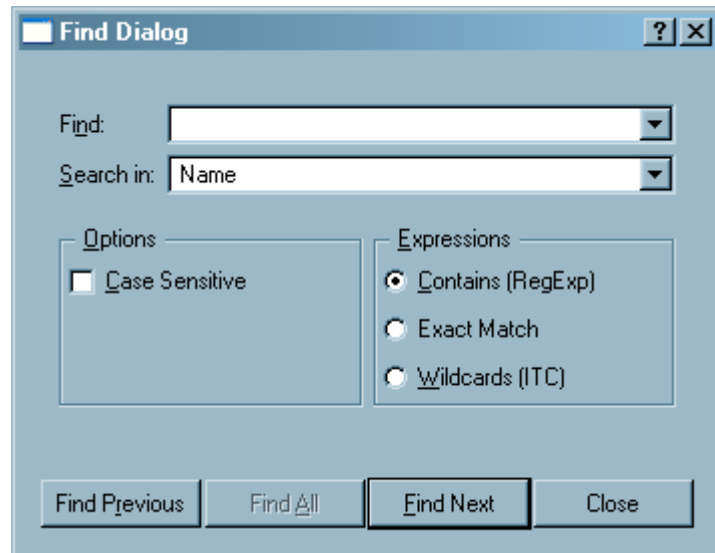 Find Dialog
Find:
Search in: Name
Options
Case Sensitive
Expressions
Contains (RegExp)
Exact Match
Wildcards (ITC)
Find Previous Find All Find Next Close